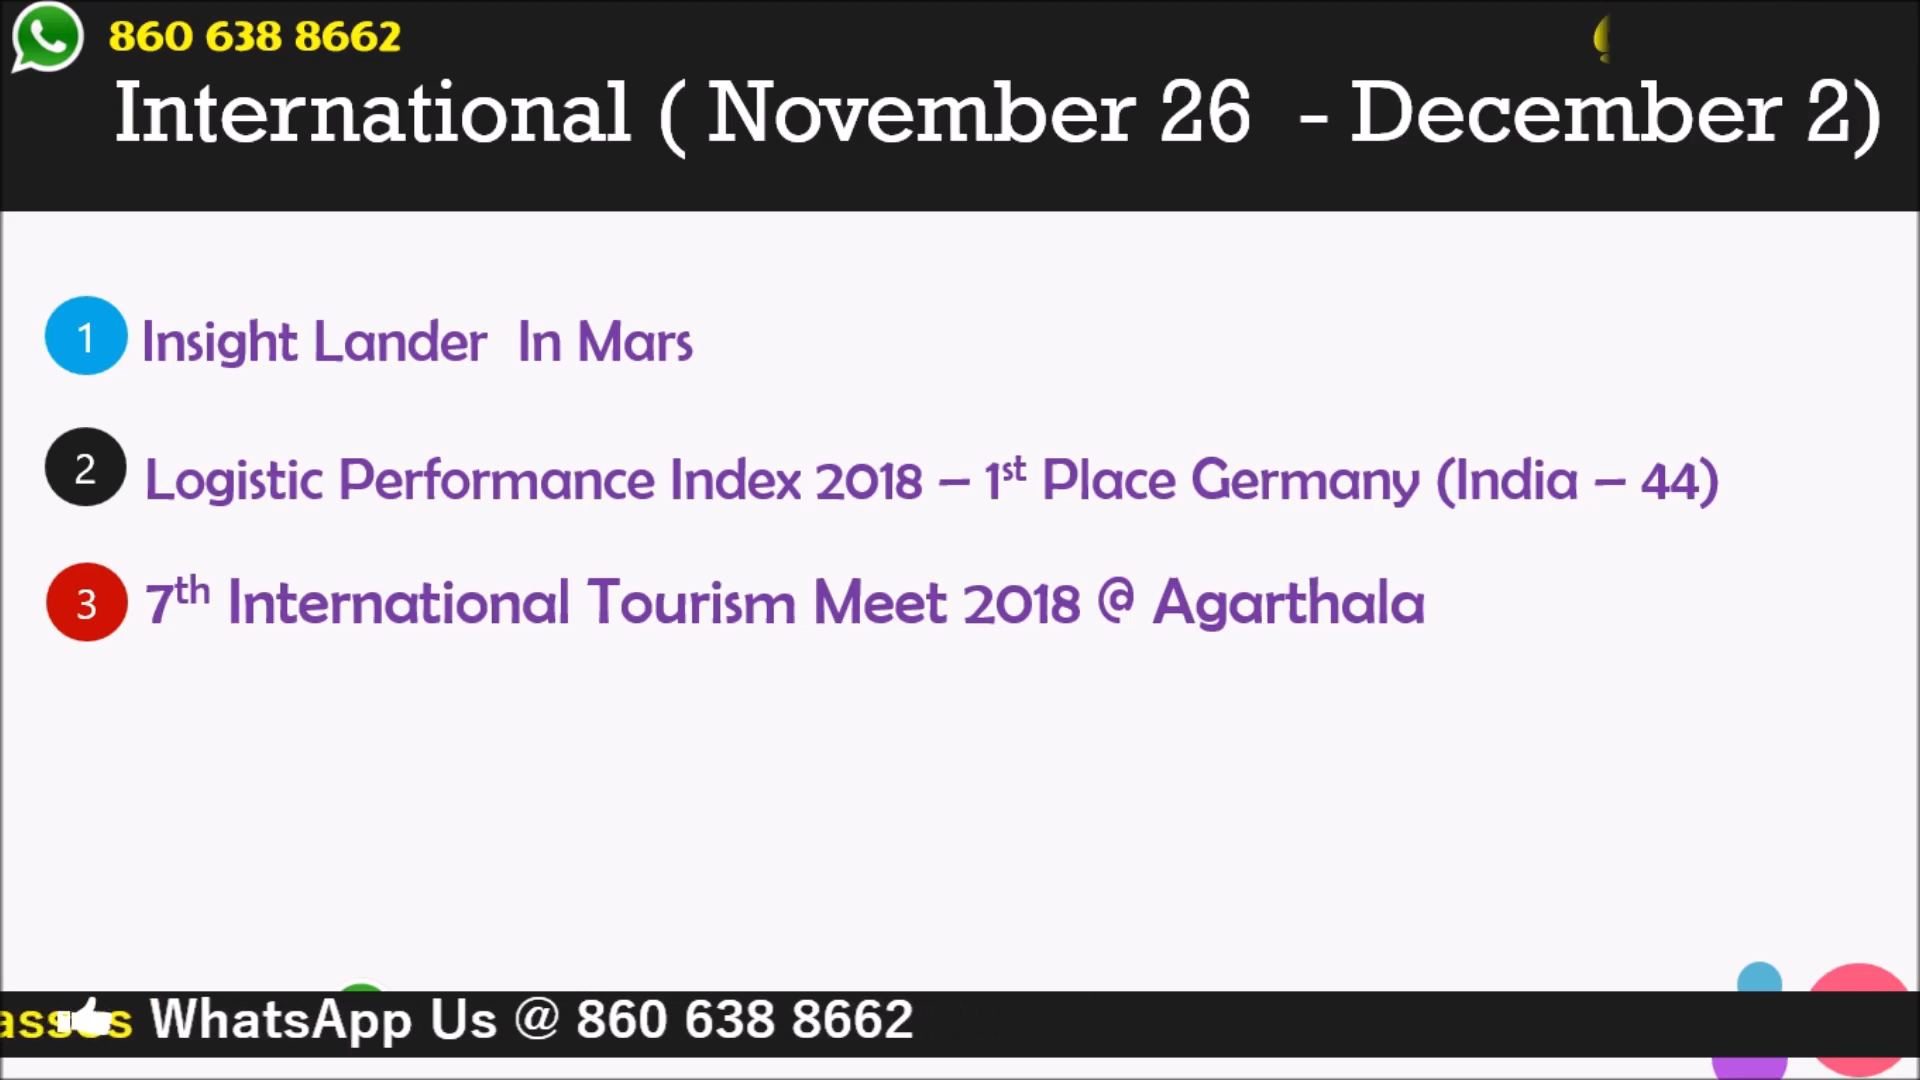 860 638 8662
International ( November 26 - December 2)
1 Insight Lander In Mars
2 Logistic Performance Index 2018 – 1st Place Germany (India – 44)
3 7th International Tourism Meet 2018 @ Agarthala
WhatsApp Us @ 860 638 8662